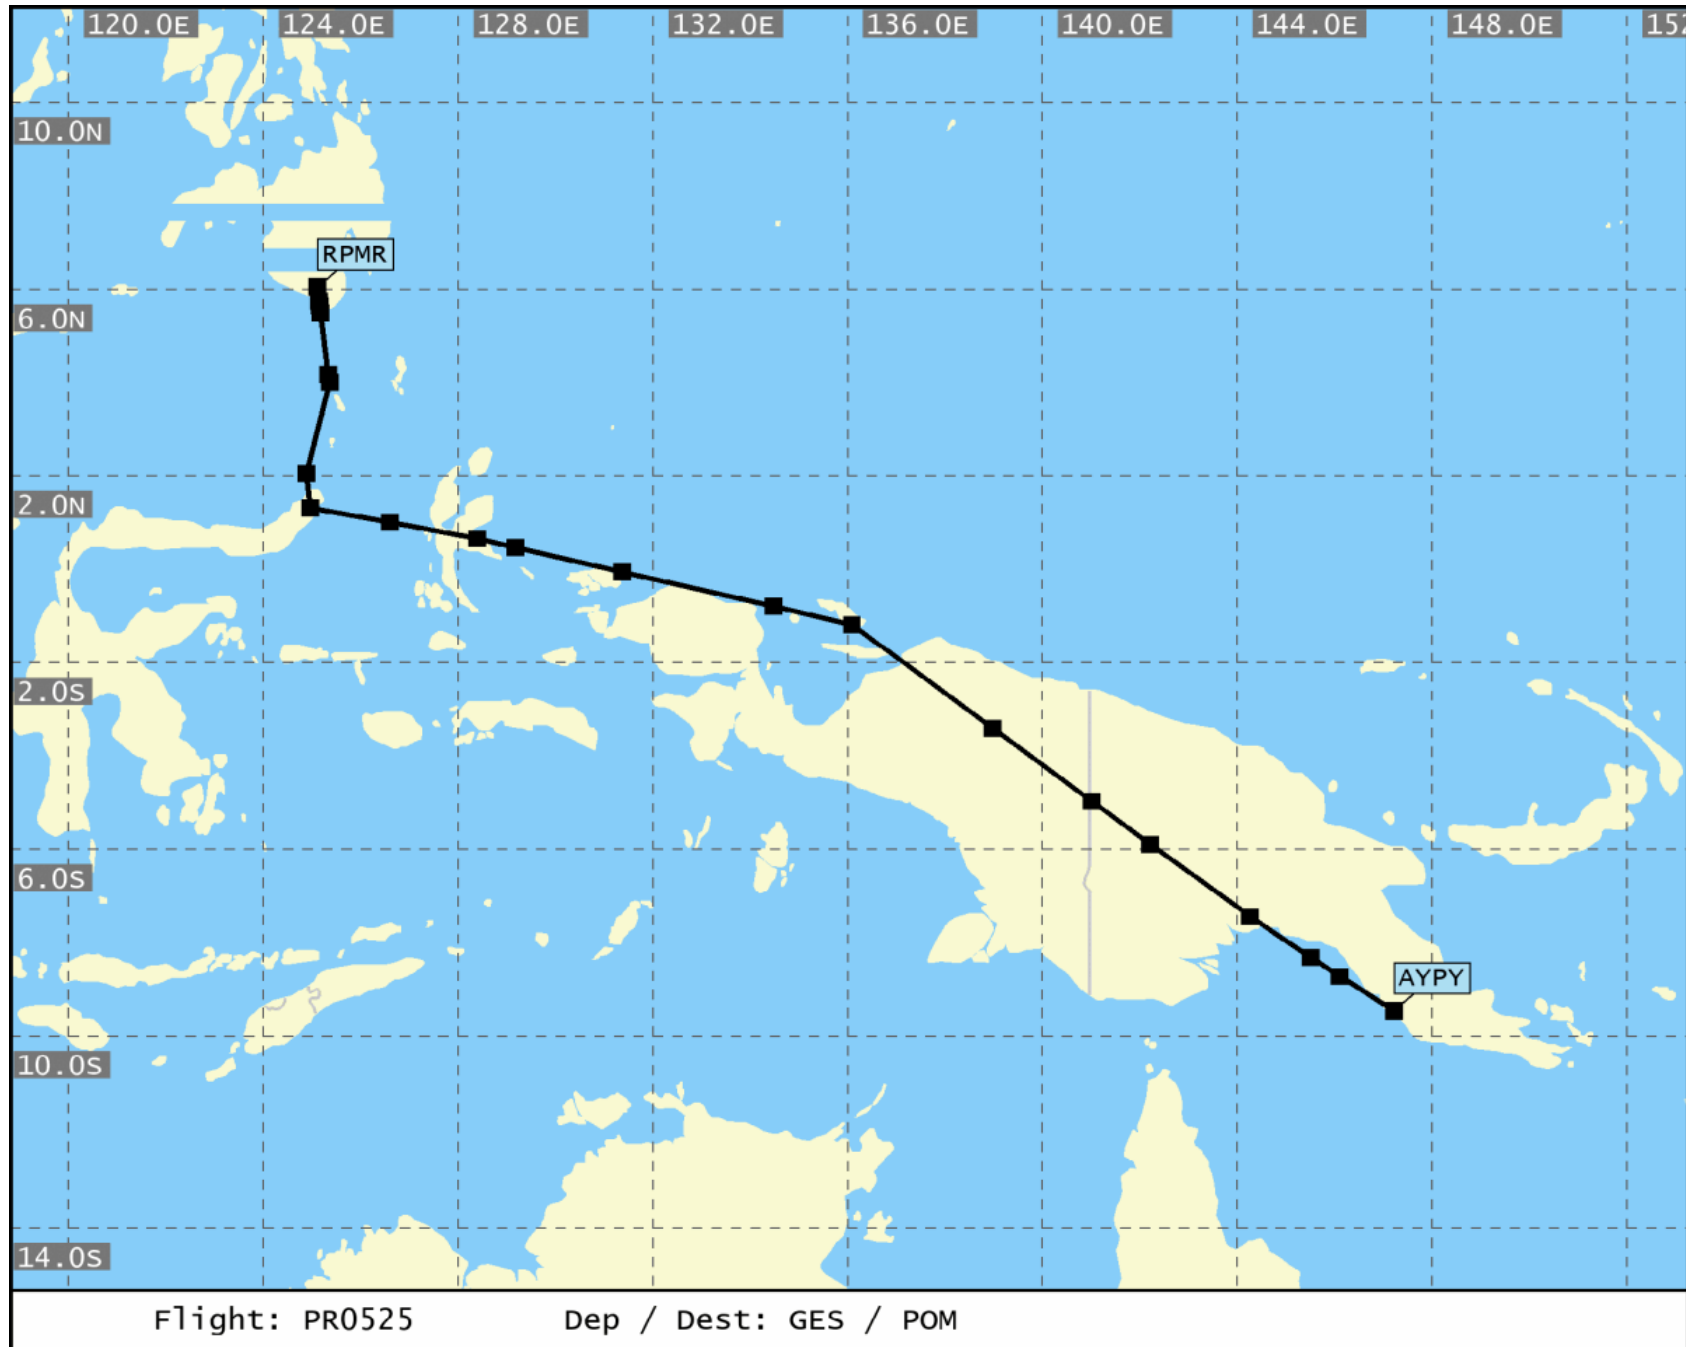 120.0E 124.0E 128.0E 132.0E 136.0E 140.0E 144.0E 148.0E 152
10.0N
RPMR
6.0N
2.0N
2.0S
6.0S
AYPY
10.0S
14.0S
Flight: PR0525 Dep / Dest: GES / POM